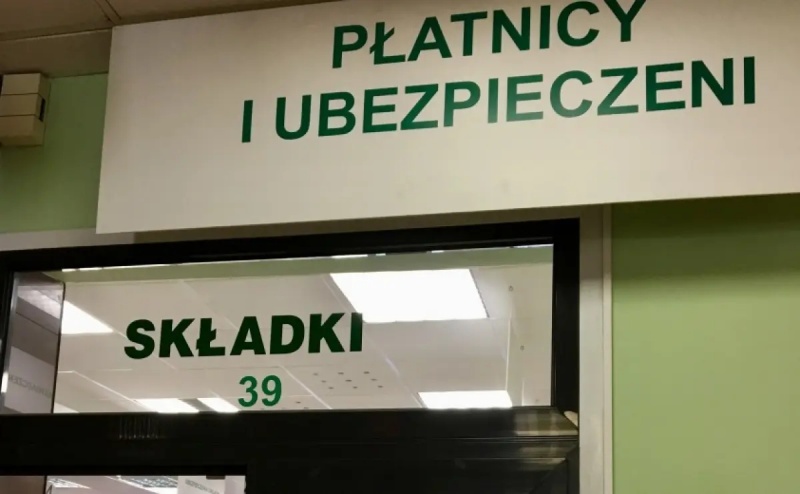 PŁATNICY
I UBEZPIECZENI
SKŁADKI
39